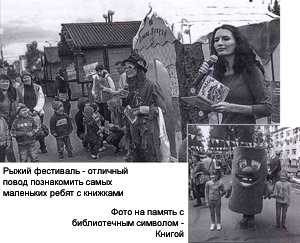 Рыжий фестиваль - отличный
повод познакомить самых
маленьких ребят с книжками
Фото на память с
библиотечным символом -
Книгой